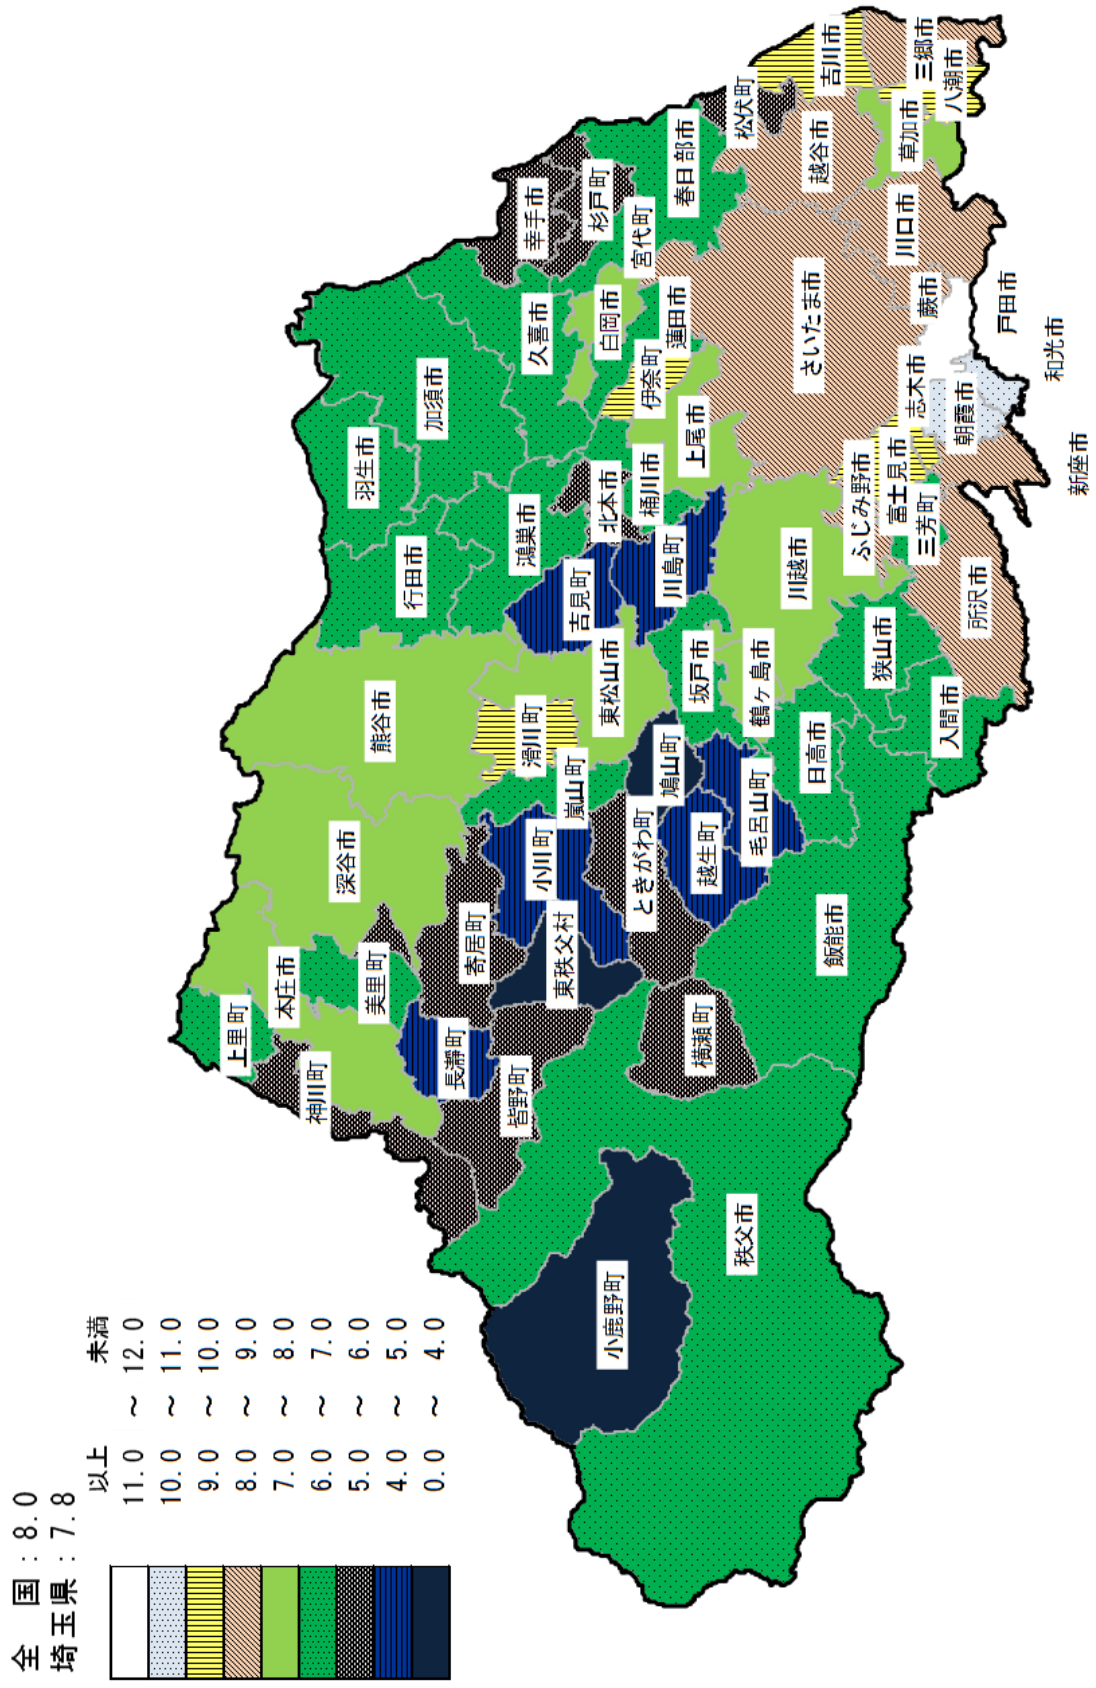 全　国：8.0
埼玉県：7.8
以上　未満
11.0 ～ 12.0
10.0 ～ 11.0
9.0 ～ 10.0
8.0 ～ 9.0
7.0 ～ 8.0
6.0 ～ 7.0
5.0 ～ 6.0
4.0 ～ 5.0
0.0 ～ 4.0
上里町
本庄市
神川町
美里町
深谷市
熊谷市
行田市
羽生市
加須市
長瀞町
寄居町
皆野町
小川町
東秩父村
嵐山町
滑川町
東松山市
吉見町
鴻巣市
久喜市
幸手市
杉戸町
宮代町
白岡市
蓮田市
伊奈町
北本市
桶川市
上尾市
川島町
小鹿野町
秩父市
横瀬町
ときがわ町
鳩山町
越生町
毛呂山町
坂戸市
鶴ヶ島市
日高市
飯能市
川越市
狭山市
入間市
所沢市
ふじみ野市
富士見市
三芳町
志木市
朝霞市
新座市
和光市
戸田市
蕨市
さいたま市
川口市
春日部市
松伏町
越谷市
草加市
吉川市
三郷市
八潮市